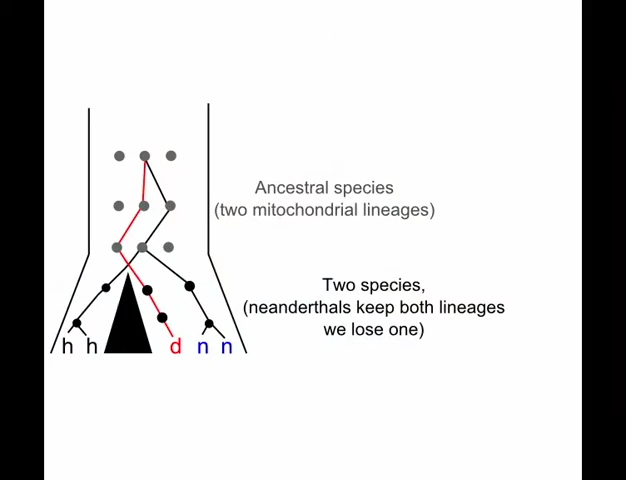 Ancestral species
(two mitochondrial lineages)
Two species,
(neanderthals keep both lineages
we lose one)
h h d n n